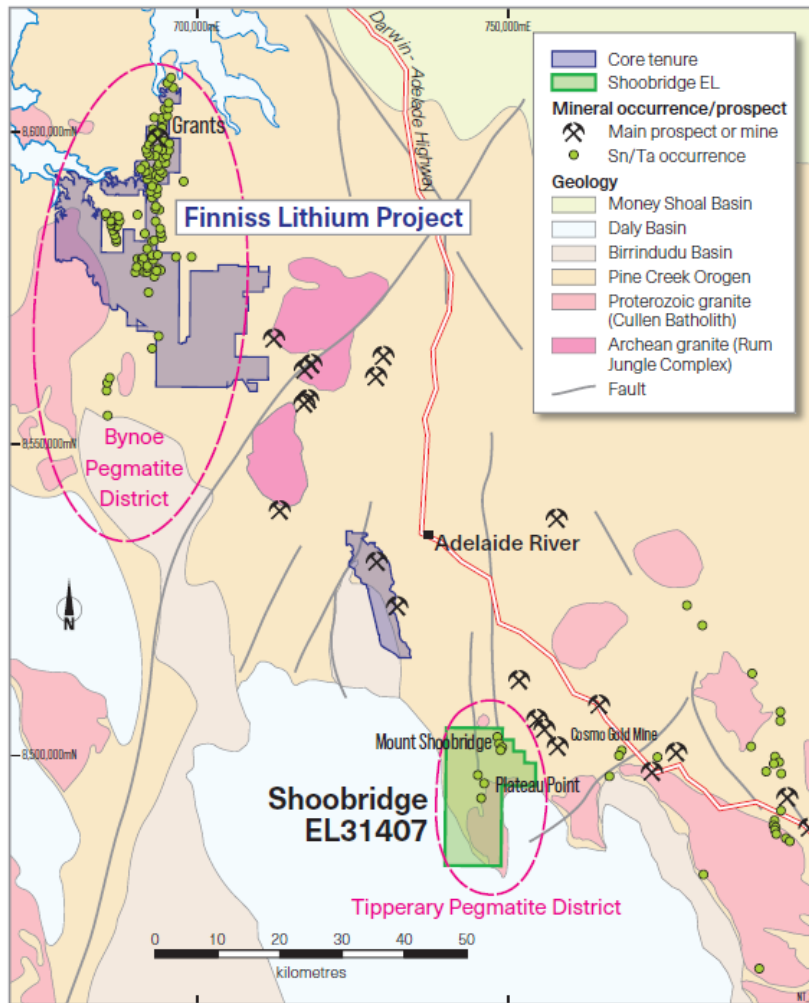 700,000mE
750,000mE
Darwin - Adelaide Highway
8,600,000mN
Grants
Finniss Lithium Project
Core tenure
Shoobridge EL
Mineral occurrence/prospect
Main prospect or mine
Sn/Ta occurrence
Geology
Money Shoal Basin
Daly Basin
Birrindudu Basin
Pine Creek Orogen
Proterozoic granite
(Cullen Batholith)
Archean granite (Rum
Jungle Complex)
Fault
8,550,000mN
Bynoe
Pegmatite
District
Adelaide River
N
8,500,000mN
Mount Shoobridge
Cosmo Gold Mine
Plateau Point
Shoobridge
EL31407
Tipperary Pegmatite District
0 10 20 30 40 50
kilometres